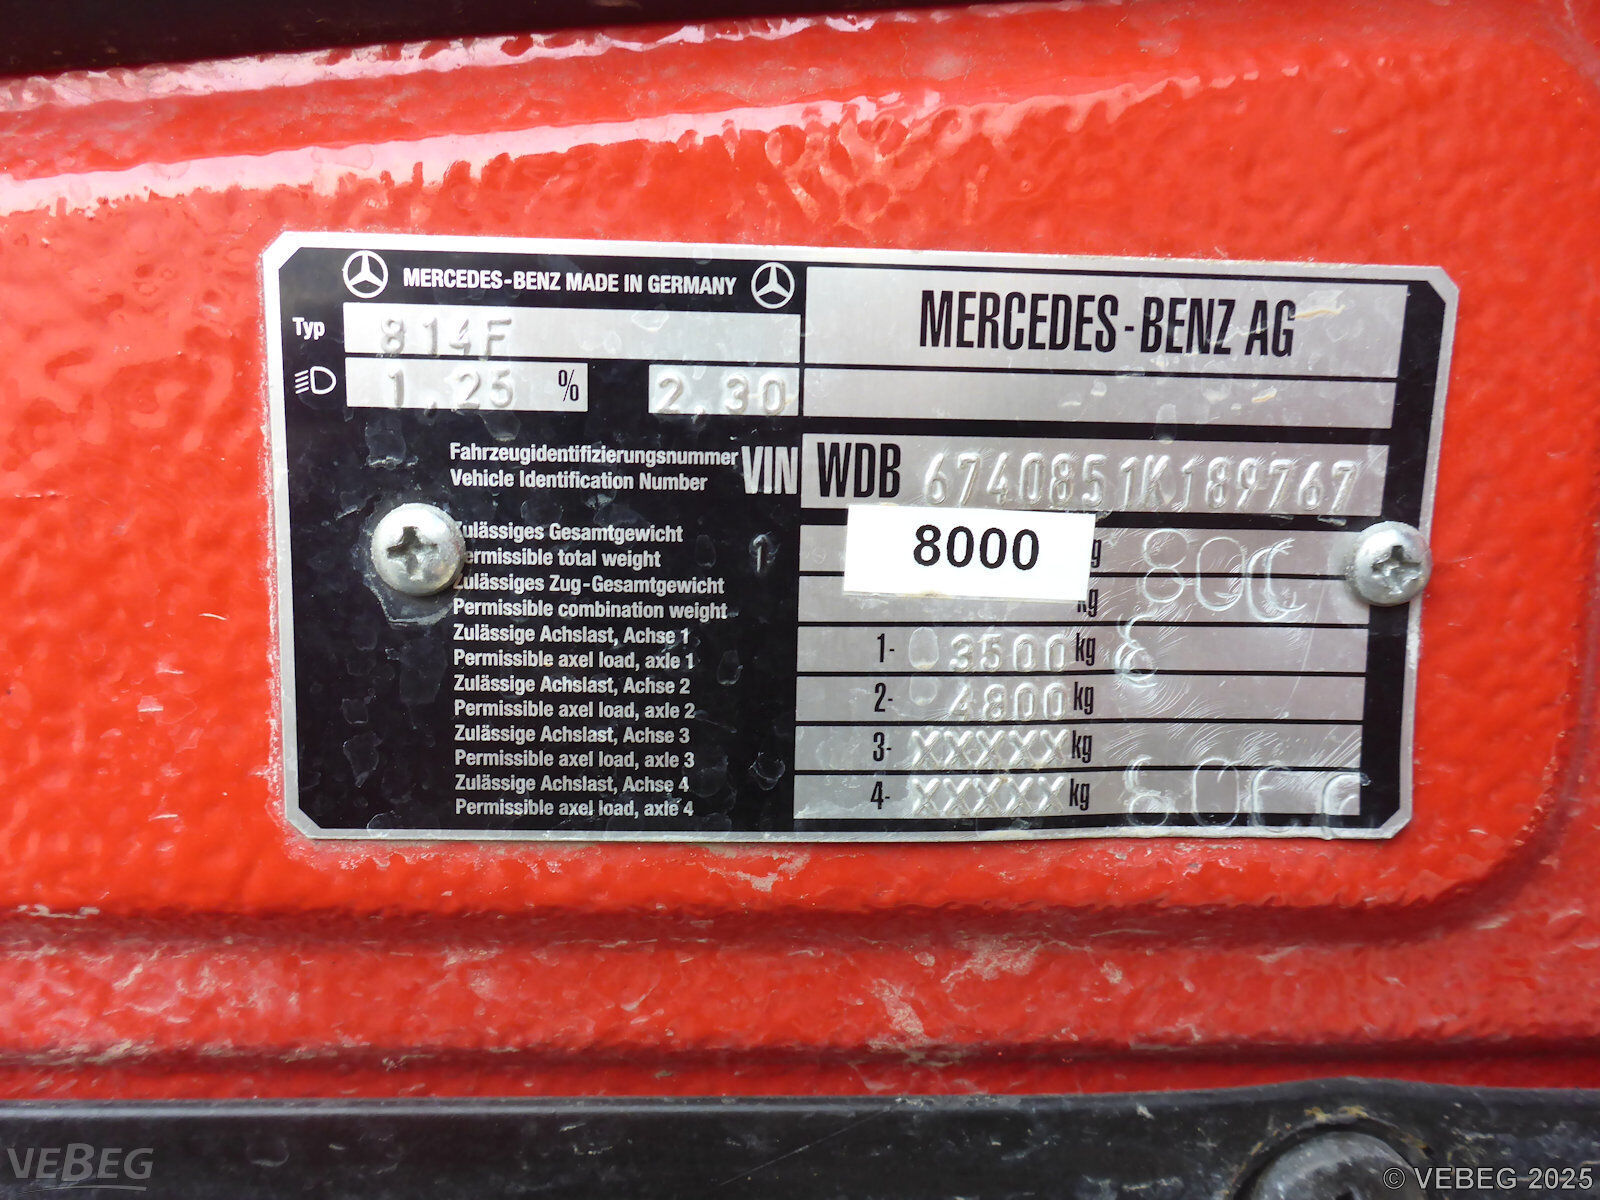 MERCEDES-BENZ MADE IN GERMANY
MERCEDES-BENZ AG
Typ 814F
1,25 % 2,30
Fahrzeugidentifizierungsnummer
Vehicle Identification Number
VIN WDB 6740851K189767
Zulässiges Gesamtgewicht
Permissible total weight
1 8000 kg
Zulässiges Zug-Gesamtgewicht
Permissible combination weight
kg
Zulässige Achslast, Achse 1
Permissible axel load, axle 1
1- 3500 kg
Zulässige Achslast, Achse 2
Permissible axel load, axle 2
2- 4800 kg
Zulässige Achslast, Achse 3
Permissible axel load, axle 3
3- XXXXX kg
Zulässige Achslast, Achse 4
Permissible axel load, axle 4
4- XXXXX kg
VEBEG
© VEBEG 2025